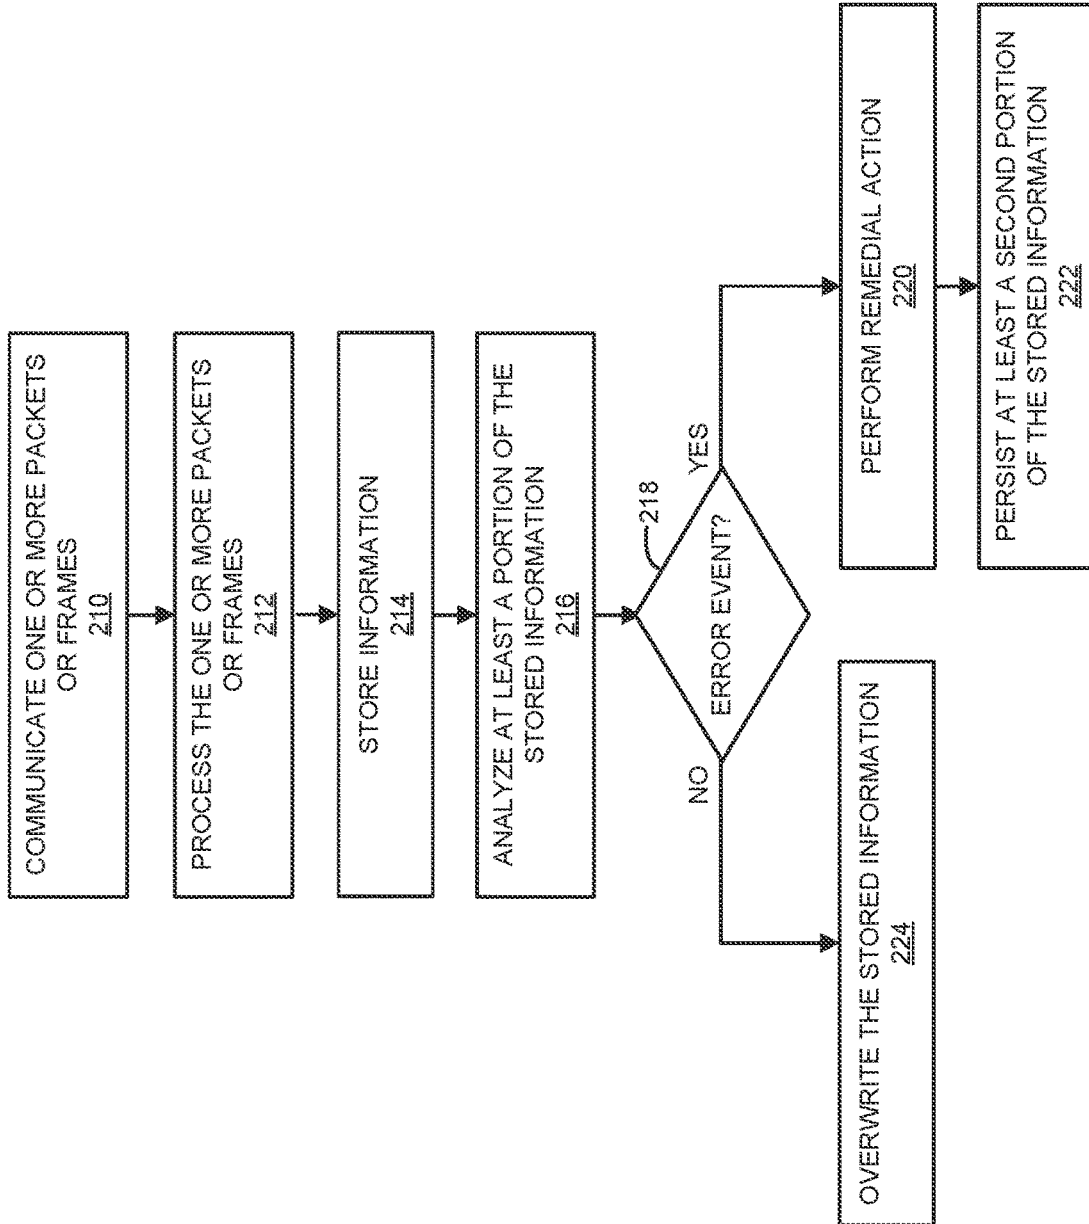 COMMUNICATE ONE OR MORE PACKETS
OR FRAMES
210
PROCESS THE ONE OR MORE PACKETS
OR FRAMES
212
STORE INFORMATION
214
ANALYZE AT LEAST A PORTION OF THE
STORED INFORMATION
216
218
ERROR EVENT?
NO
YES
OVERWRITE THE STORED INFORMATION
224
PERFORM REMEDIAL ACTION
220
PERSIST AT LEAST A SECOND PORTION
OF THE STORED INFORMATION
222